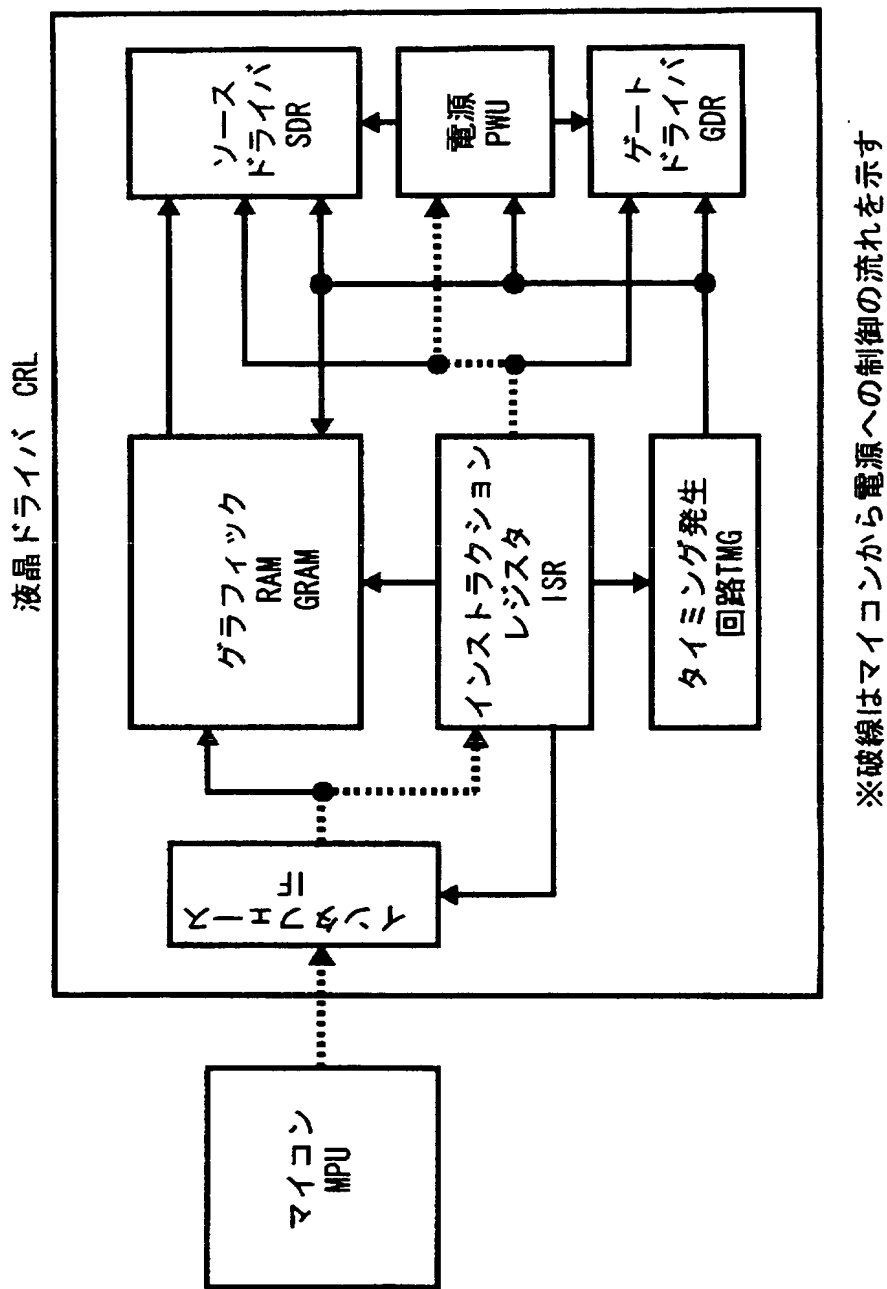 液晶ドライバ CRL
マイコン
MPU
インタフェース
IF
グラフィック
RAM
GRAM
インストラクション
レジスタ
ISR
タイミング発生
回路TMG
ソース
ドライバ
SDR
電源
PWU
ゲート
ドライバ
GDR
※破線はマイコンから電源への制御の流れを示す